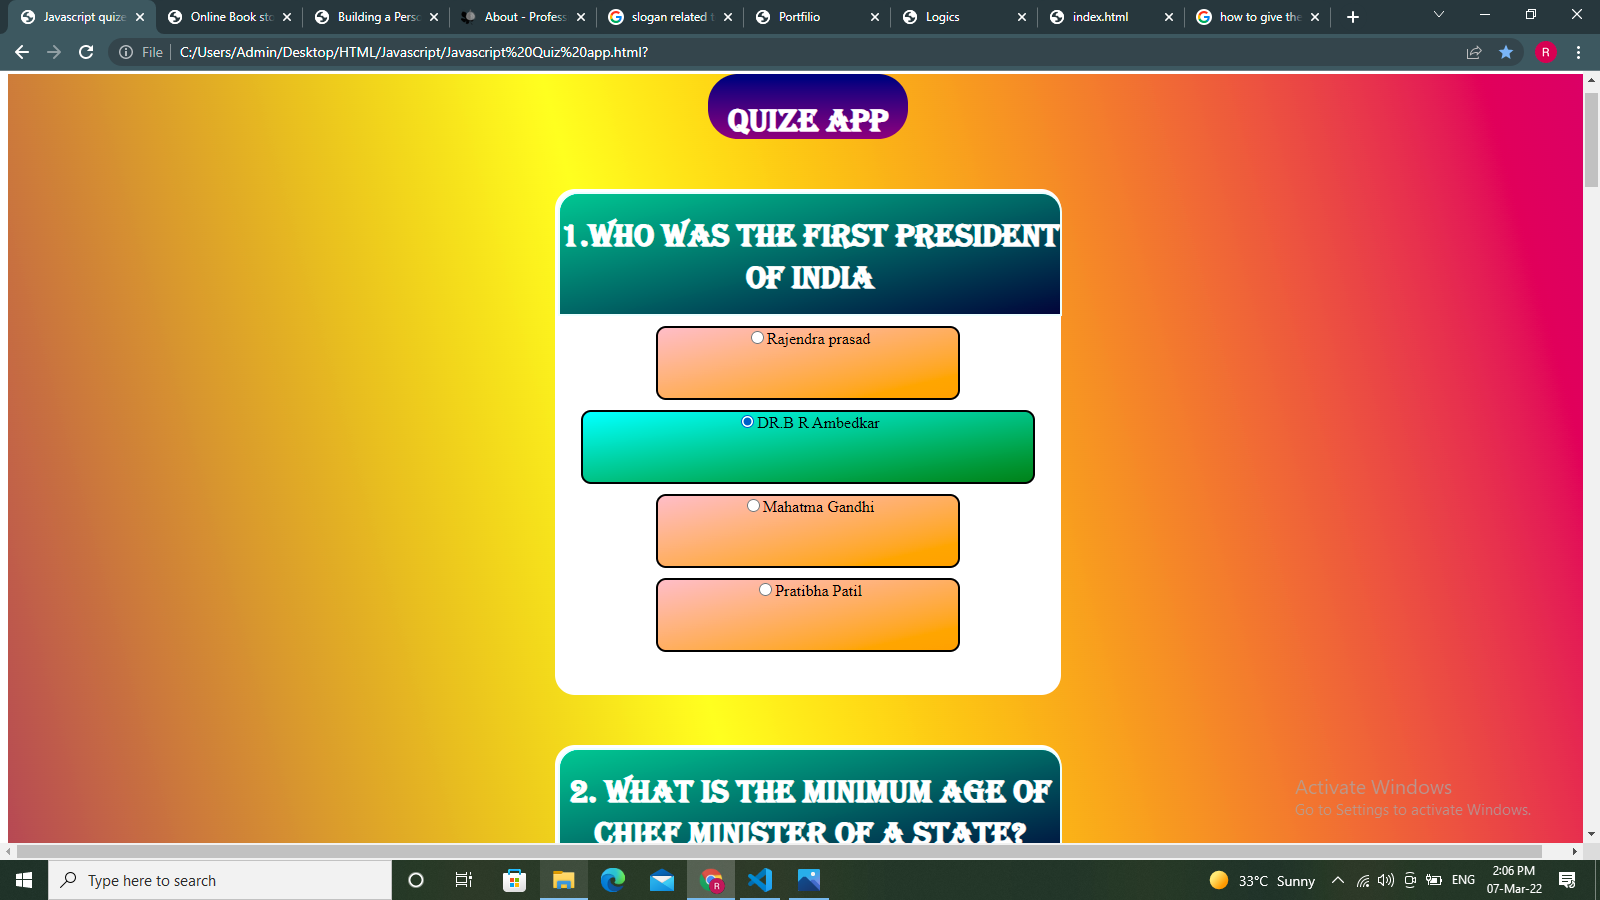 Javascript quize
Online Book sto
Building a Perso
About - Profess
slogan related t
Portfilio
Logics
index.html
how to give the
File
C:/Users/Admin/Desktop/HTML/Javascript/Javascript%20Quiz%20app.html?
R
QUIZE APP
1.WHO WAS THE FIRST PRESIDENT
OF INDIA
Rajendra prasad
DR.B R Ambedkar
Mahatma Gandhi
Pratibha Patil
2. WHAT IS THE MINIMUM AGE OF
CHIEF MINISTER OF A STATE?
Activate Windows
Go to Settings to activate Windows.
Type here to search
R
33°C Sunny
ENG
2:06 PM
07-Mar-22